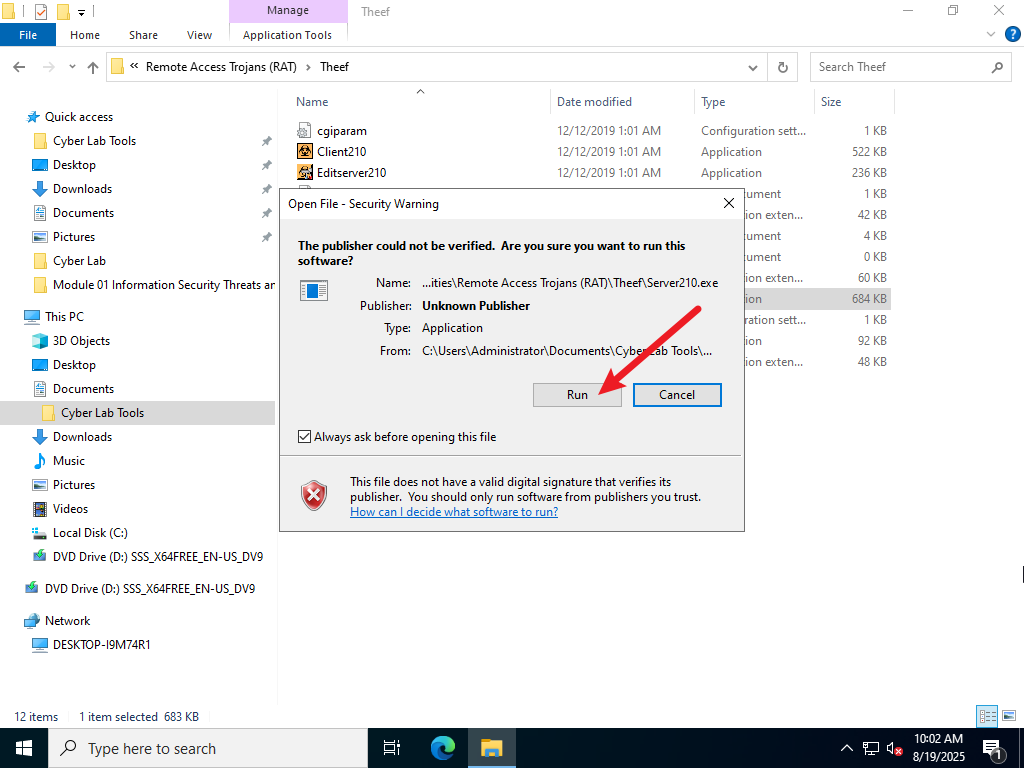 Manage
Theef
File
Home
Share
View
Application Tools
« Remote Access Trojans (RAT) › Theef
Search Theef
Name
Date modified
Type
Size
Quick access
Cyber Lab Tools
Desktop
Downloads
Documents
Pictures
Cyber Lab
Module 01 Information Security Threats an
This PC
3D Objects
Desktop
Documents
Cyber Lab Tools
Downloads
Music
Pictures
Videos
Local Disk (C:)
DVD Drive (D:) SSS_X64FREE_EN-US_DV9
DVD Drive (D:) SSS_X64FREE_EN-US_DV9
Network
DESKTOP-I9M74R1
cgiparam 12/12/2019 1:01 AM Configuration sett... 1 KB
Client210 12/12/2019 1:01 AM Application 522 KB
Editserver210 12/12/2019 1:01 AM Application 236 KB
ument 1 KB
ion exten... 42 KB
ument 4 KB
ument 0 KB
ion exten... 60 KB
ion 684 KB
ration sett... 1 KB
ion 92 KB
ion exten... 48 KB
Open File - Security Warning
The publisher could not be verified. Are you sure you want to run this
software?
Name: ...ities\Remote Access Trojans (RAT)\Theef\Server210.exe
Publisher: Unknown Publisher
Type: Application
From: C:\Users\Administrator\Documents\Cyber Lab Tools\...
Run
Cancel
Always ask before opening this file
This file does not have a valid digital signature that verifies its
publisher. You should only run software from publishers you trust.
How can I decide what software to run?
12 items
1 item selected 683 KB
Type here to search
10:02 AM
8/19/2025
1